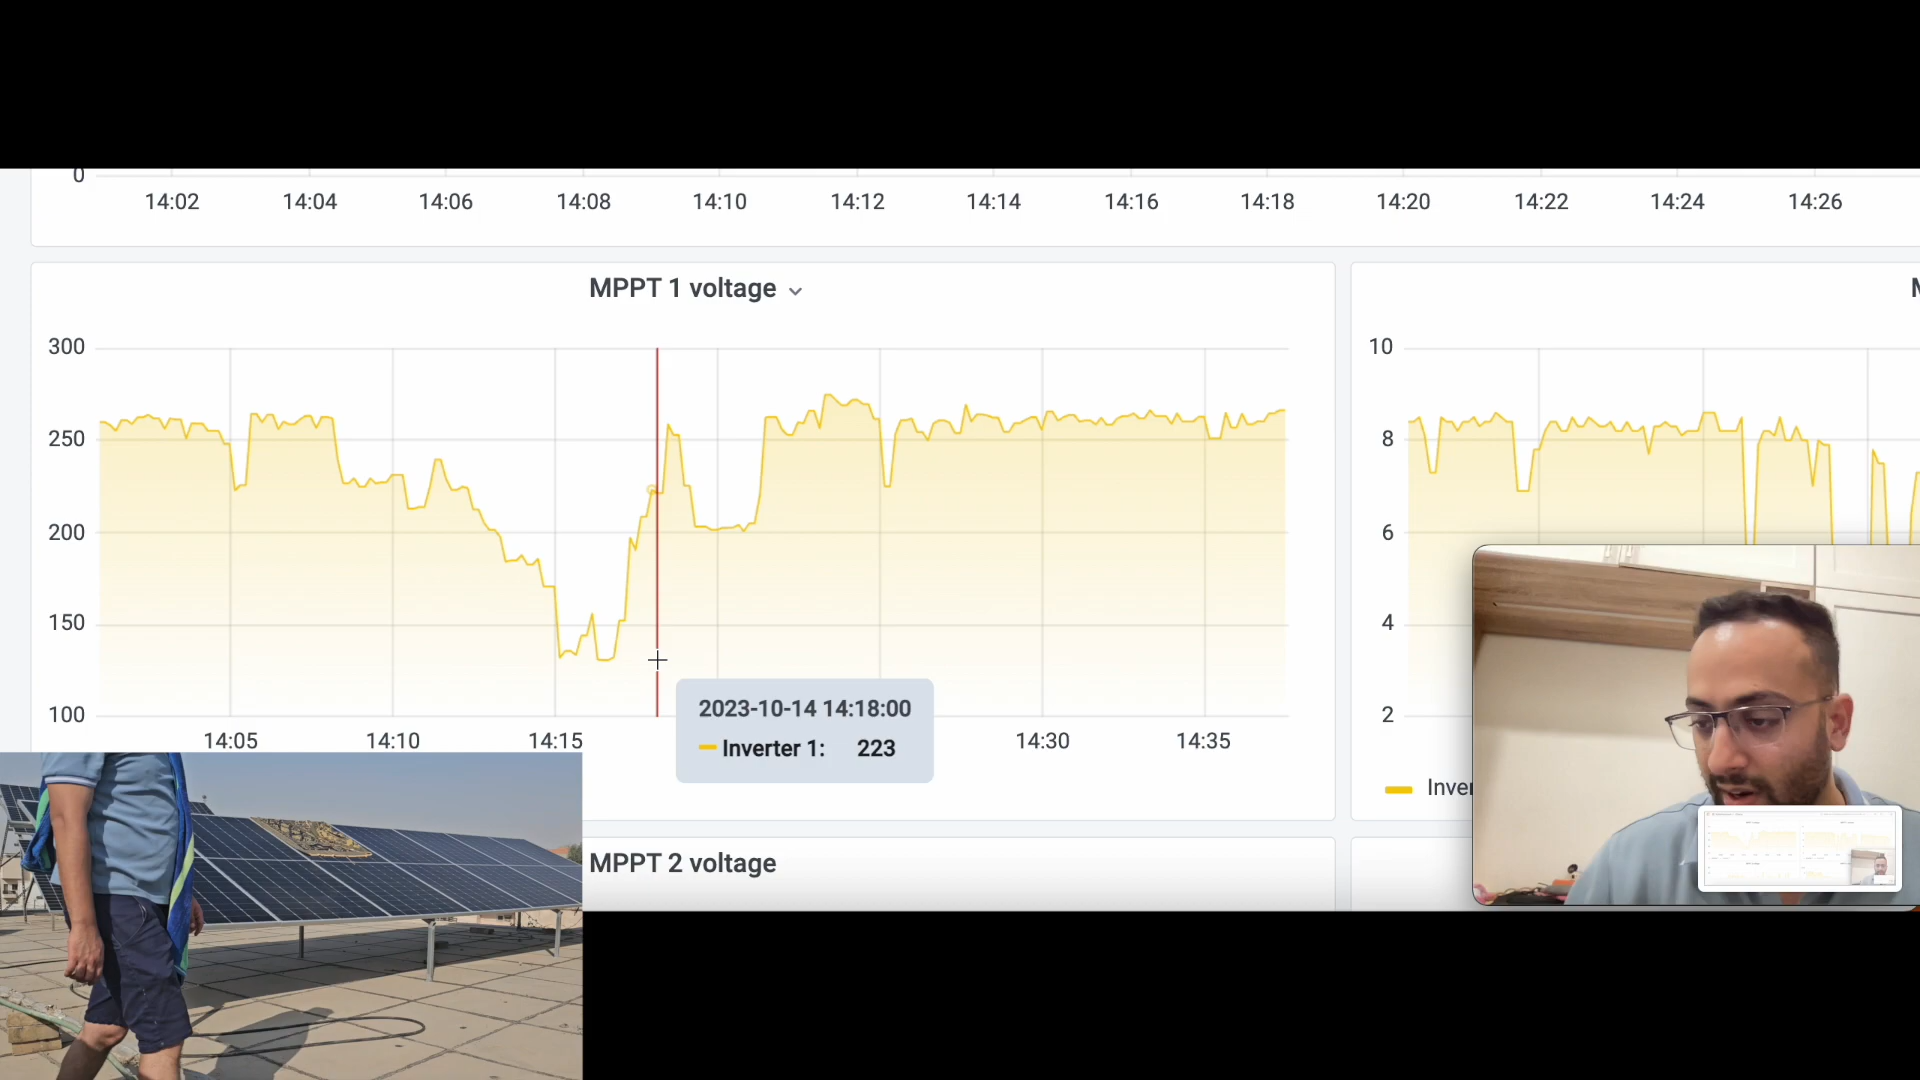 0
14:02 14:04 14:06 14:08 14:10 14:12 14:14 14:16 14:18 14:20 14:22 14:24 14:26
MPPT 1 voltage
300
250
200
150
100
14:05 14:10 14:15 14:30 14:35
2023-10-14 14:18:00
Inverter 1: 223
10
8
6
4
2
MPPT 2 voltage